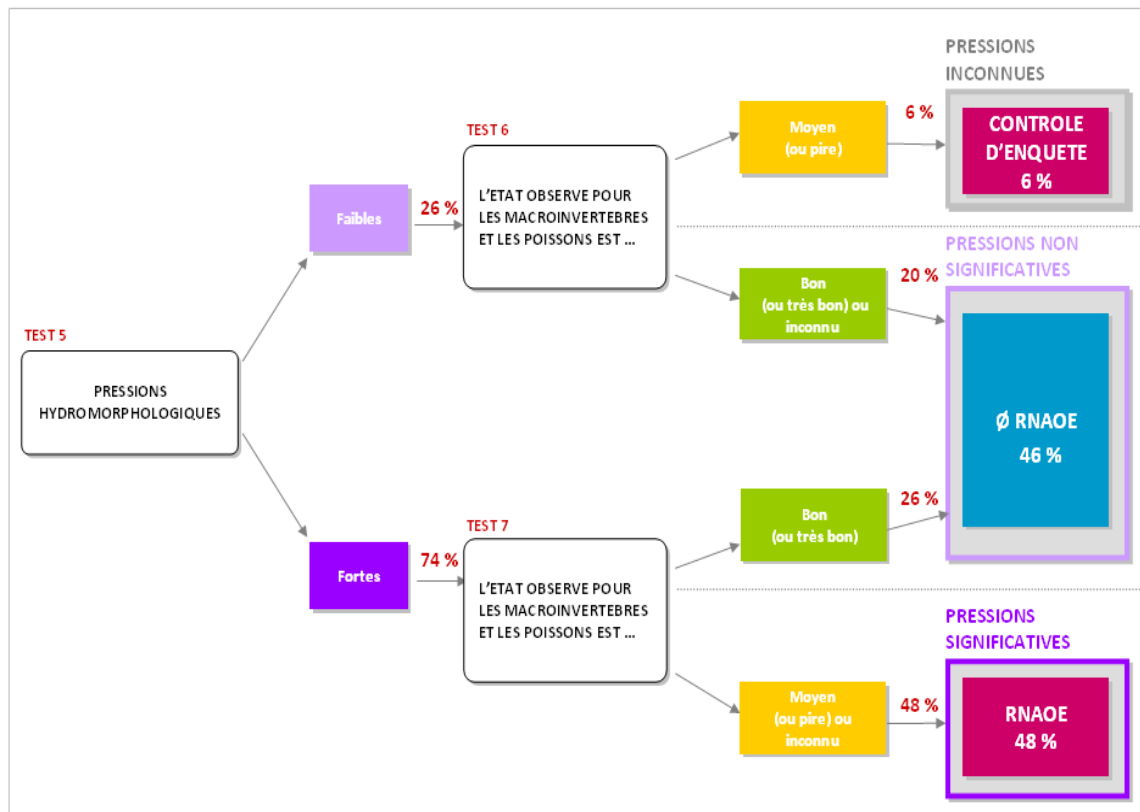 PRESSIONS
INCONNUES
6 %
CONTROLE
D'ENQUETE
6 %
Moyen
(ou pire)
TEST 6
L'ETAT OBSERVE POUR
LES MACROINVERTEBRES
ET LES POISSONS EST ...
Faibles
26 %
PRESSIONS NON
SIGNIFICATIVES
20 %
Bon
(ou très bon) ou
inconnu
TEST 5
PRESSIONS
HYDROMORPHOLOGIQUES
Ø RNAOE
46 %
26 %
Bon
(ou très bon)
TEST 7
Fortes
74 %
L'ETAT OBSERVE POUR
LES MACROINVERTEBRES
ET LES POISSONS EST ...
PRESSIONS
SIGNIFICATIVES
48 %
Moyen
(ou pire) ou
inconnu
RNAOE
48 %